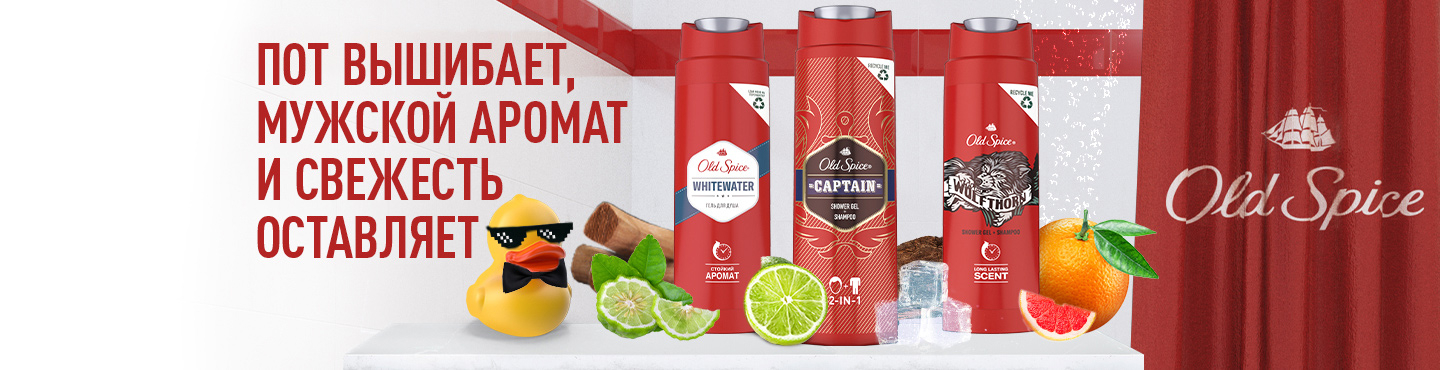 ПОТ ВЫШИБАЕТ,
МУЖСКОЙ АРОМАТ
И СВЕЖЕСТЬ
ОСТАВЛЯЕТ
Old Spice
WHITEWATER
ГЕЛЬ ДЛЯ ДУША
СТОЙКИЙ
АРОМАТ
RECYCLE ME
Old Spice®
CAPTAIN
SHOWER GEL
+
SHAMPOO
2-IN-1
RECYCLE ME
Old Spice®
WOLFTHORN
SHOWER GEL + SHAMPOO
LONG LASTING
SCENT
Old Spice